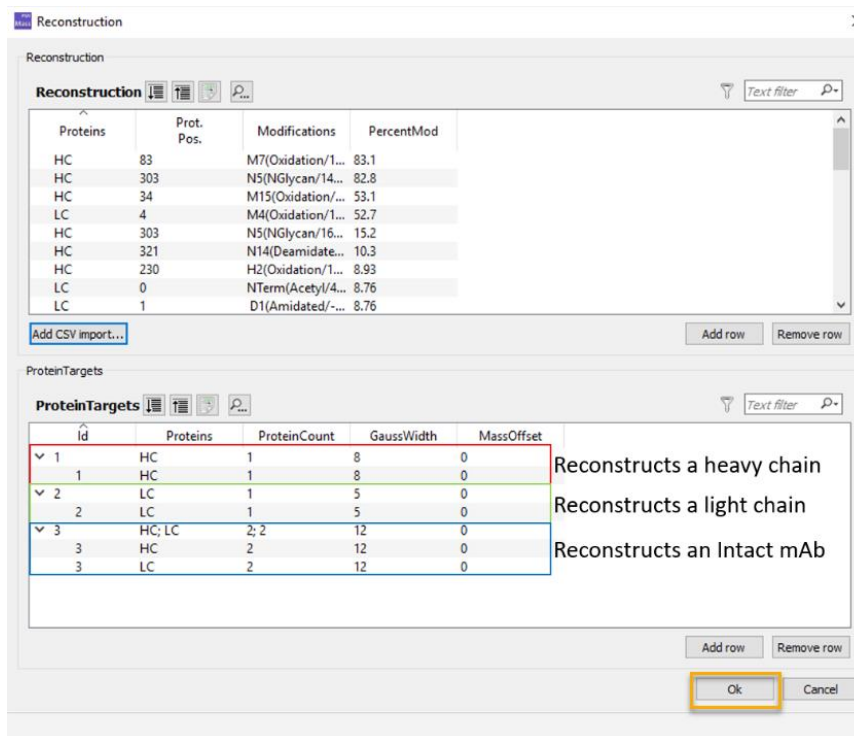 Reconstruction
Reconstruction
Reconstruction
Text filter
Proteins Prot. Pos. Modifications PercentMod
HC 83 M7(Oxidation/1... 83.1
HC 303 N5(NGlycan/14... 82.8
HC 34 M15(Oxidation/... 53.1
LC 4 M4(Oxidation/1... 52.7
HC 303 N5(NGlycan/16... 15.2
HC 321 N14(Deamidate... 10.3
HC 230 H2(Oxidation/1... 8.93
LC 0 NTerm(Acetyl/4... 8.76
LC 1 D1(Amidated/-... 8.76
Add CSV import... Add row Remove row
ProteinTargets
ProteinTargets Text filter
Id Proteins ProteinCount GaussWidth MassOffset
1 HC 1 8 0
1 HC 1 8 0
Reconstructs a heavy chain
2 LC 1 5 0
2 LC 1 5 0
Reconstructs a light chain
3 HC; LC 2; 2 12 0
3 HC 2 12 0
3 LC 2 12 0
Reconstructs an Intact mAb
Add row Remove row
Ok Cancel